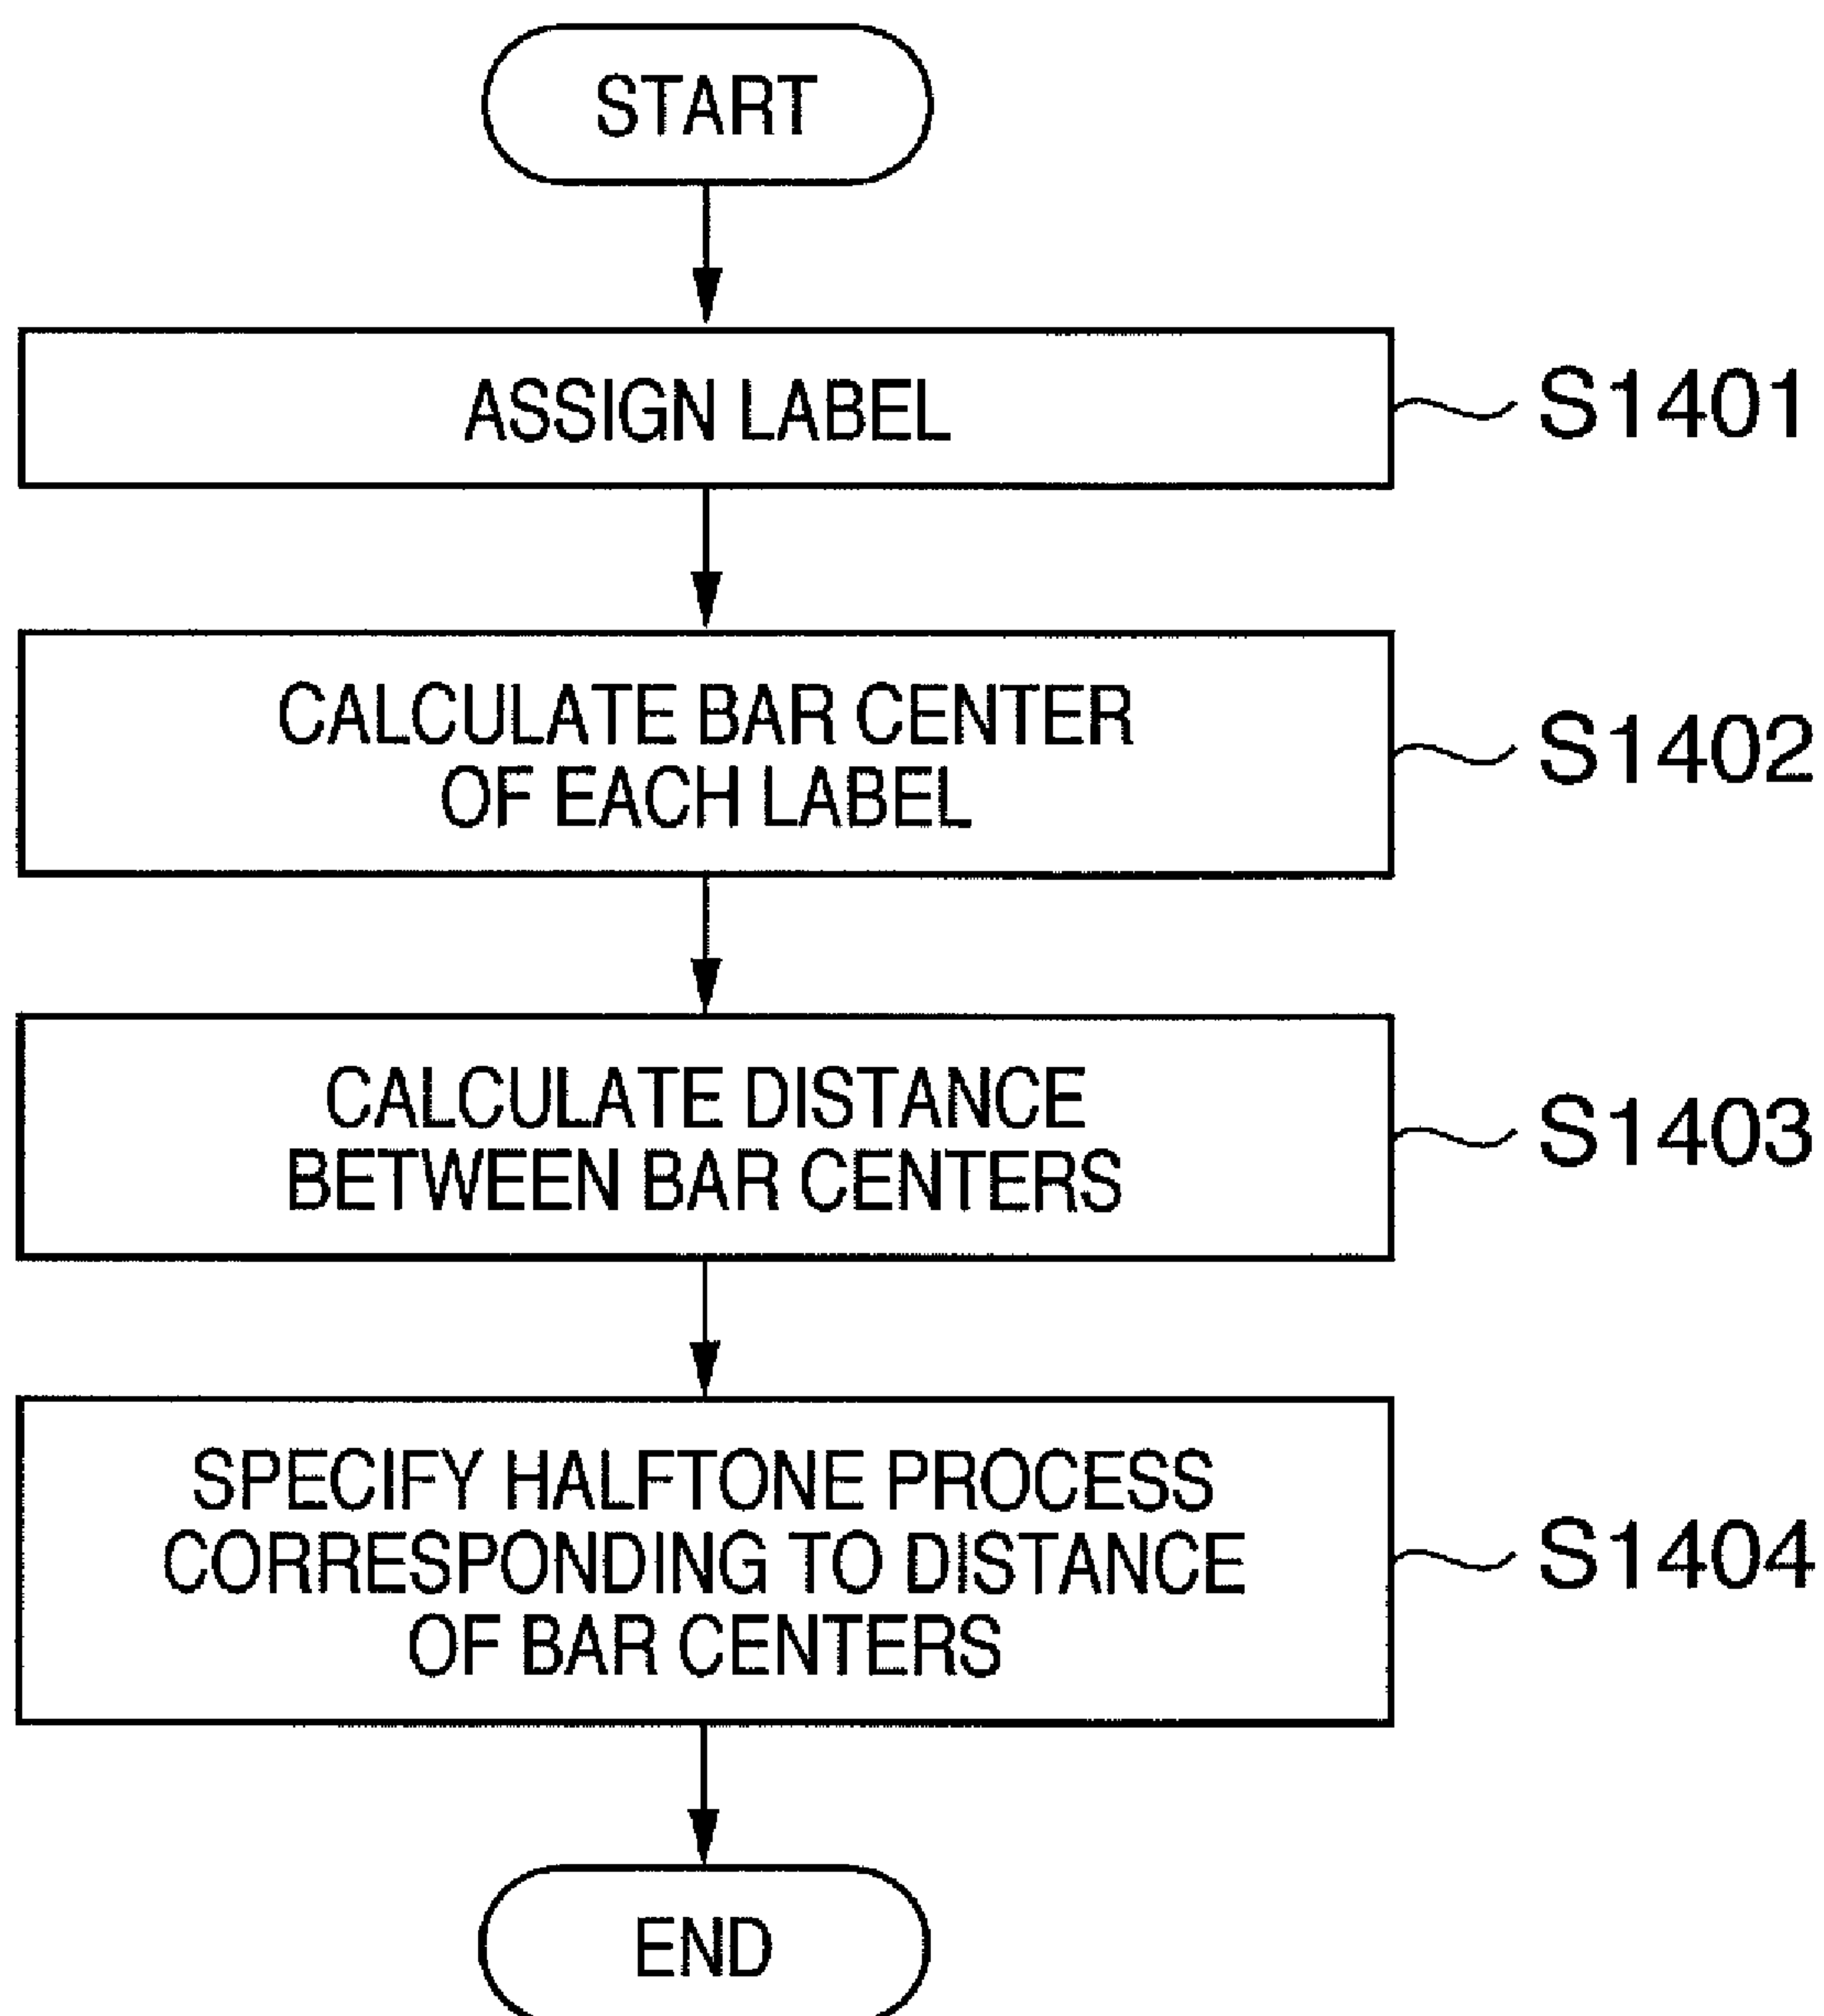 START
ASSIGN LABEL
S1401
CALCULATE BAR CENTER
OF EACH LABEL
S1402
CALCULATE DISTANCE
BETWEEN BAR CENTERS
S1403
SPECIFY HALFTONE PROCESS
CORRESPONDING TO DISTANCE
OF BAR CENTERS
S1404
END